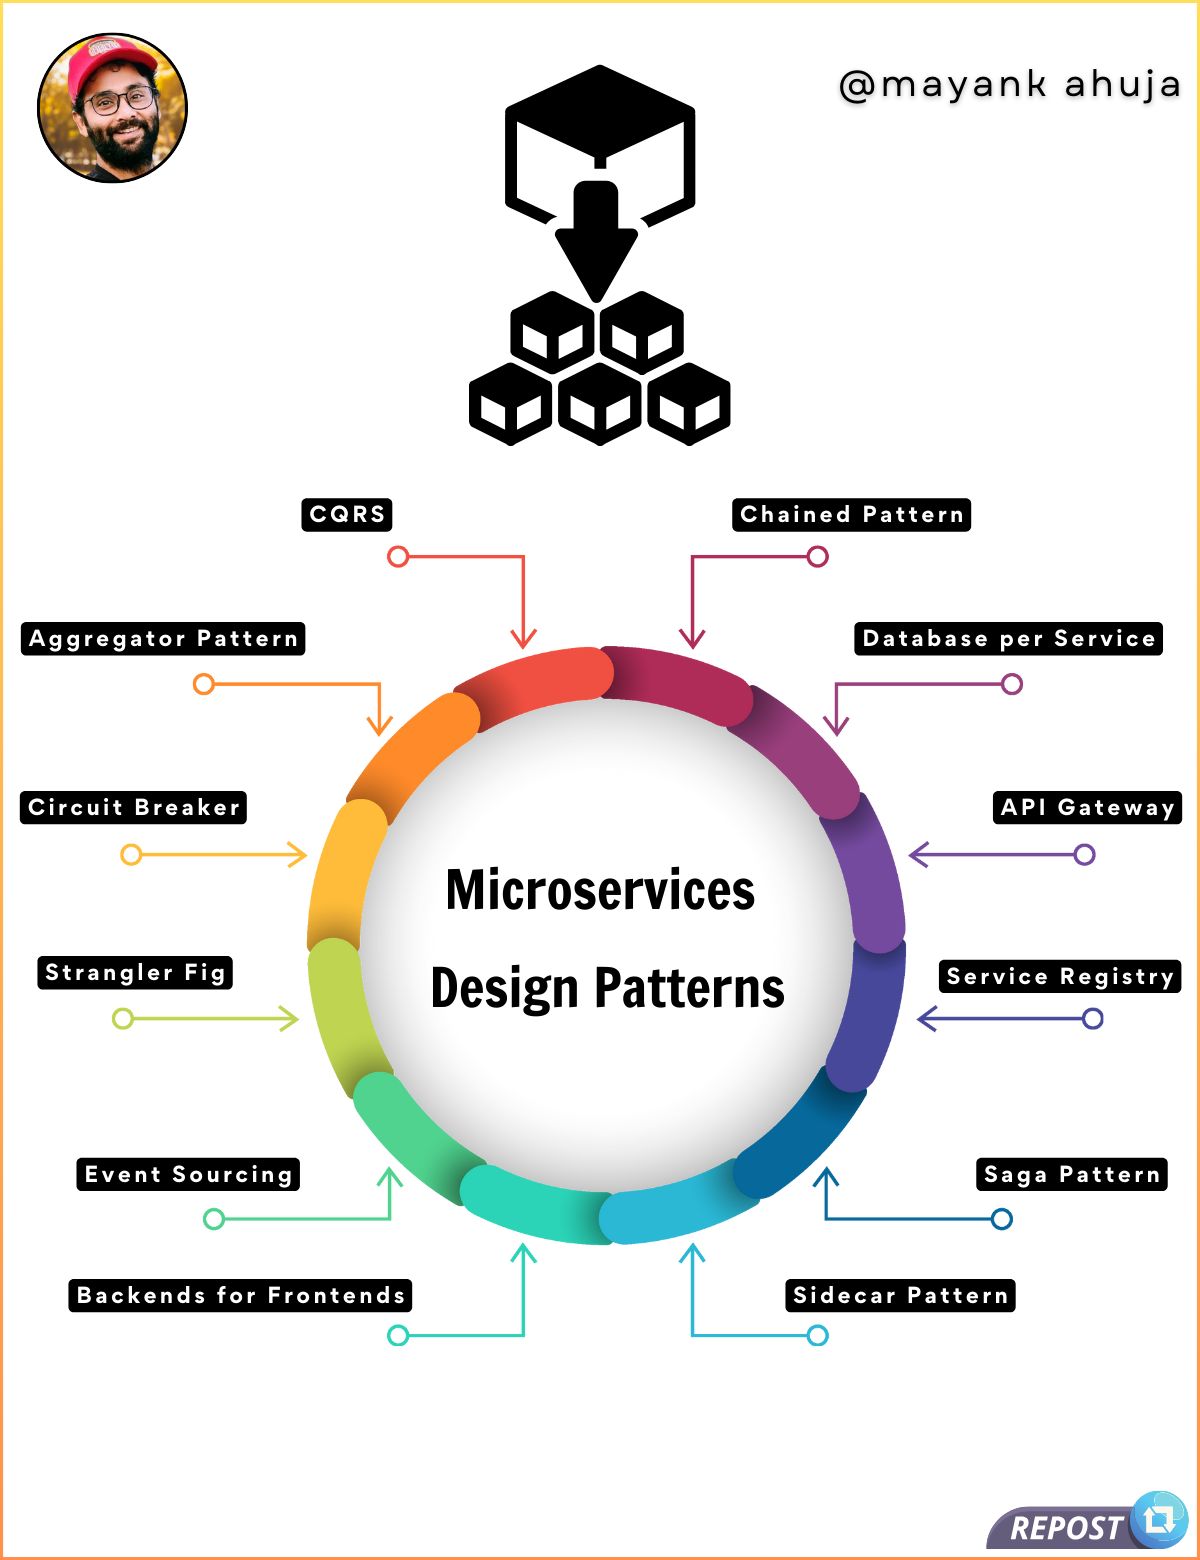 @mayank ahuja
CQRS
Chained Pattern
Aggregator Pattern
Database per Service
Circuit Breaker
API Gateway
Microservices
Design Patterns
Strangler Fig
Service Registry
Event Sourcing
Saga Pattern
Backends for Frontends
Sidecar Pattern
REPOST